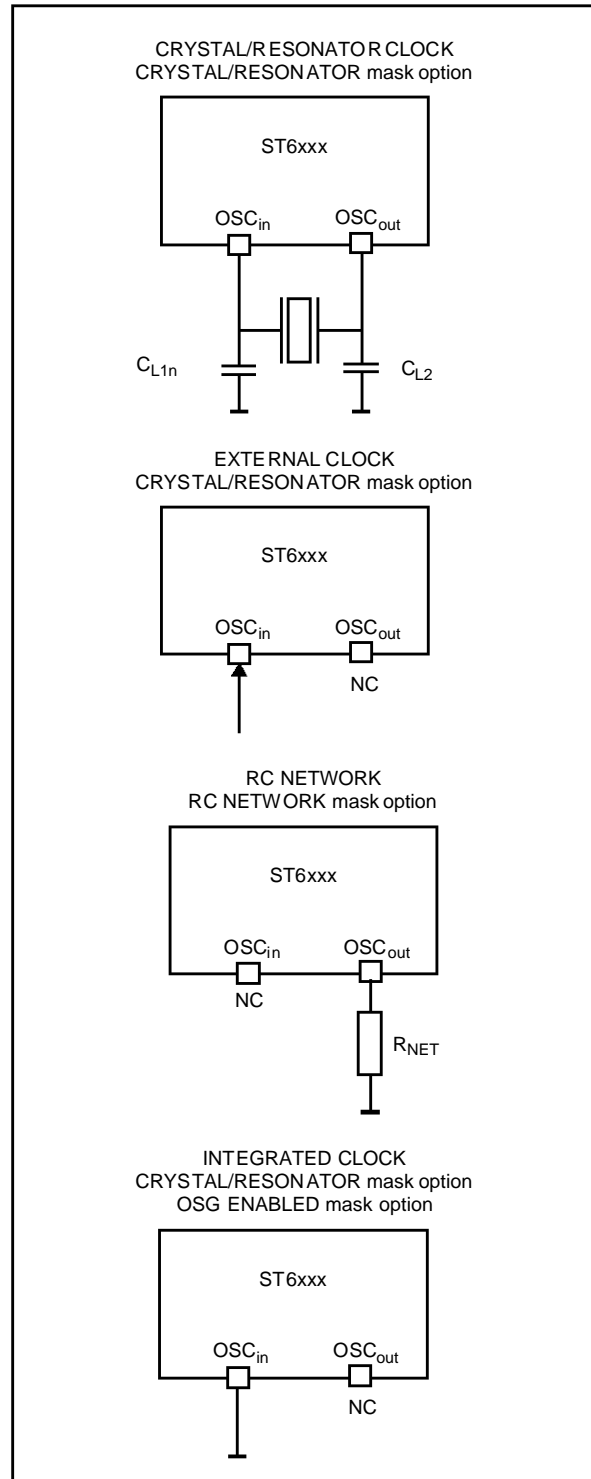 CRYSTAL/RESONATOR CLOCK
CRYSTAL/RESONATOR mask option
ST6xxx
OSCin OSCout
CL1n CL2
EXTERNAL CLOCK
CRYSTAL/RESONATOR mask option
ST6xxx
OSCin OSCout
NC
RC NETWORK
RC NETWORK mask option
ST6xxx
OSCin OSCout
NC
RNET
INTEGRATED CLOCK
CRYSTAL/RESONATOR mask option
OSG ENABLED mask option
ST6xxx
OSCin OSCout
NC